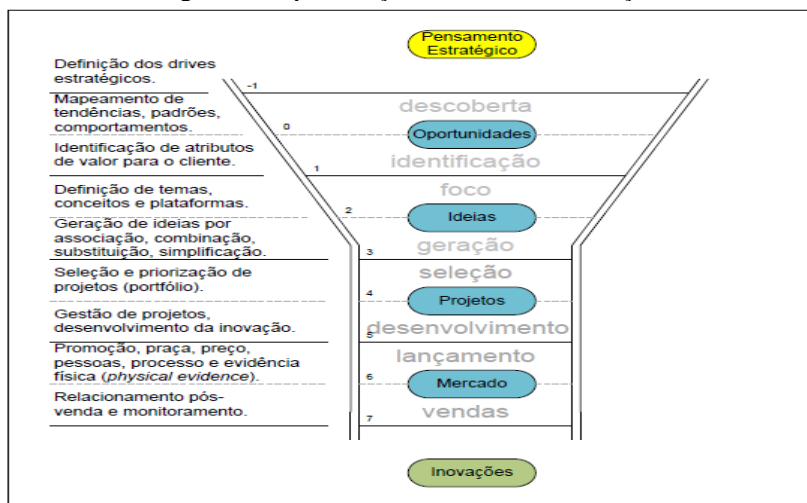 Pensamento
Estratégico
Definição dos drives
estratégicos.
-1
Mapeamento de
tendências, padrões,
comportamentos.
descoberta
0
Oportunidades
Identificação de atributos
de valor para o cliente.
identificação
1
Definição de temas,
conceitos e plataformas.
foco
2
Ideias
Geração de ideias por
associação, combinação,
substituição, simplificação.
geração
3
Seleção e priorização de
projetos (portfólio).
seleção
4
Projetos
Gestão de projetos,
desenvolvimento da inovação.
desenvolvimento
5
Promoção, praça, preço,
pessoas, processo e evidência
física (physical evidence).
lançamento
6
Mercado
Relacionamento pós-
venda e monitoramento.
vendas
7
Inovações